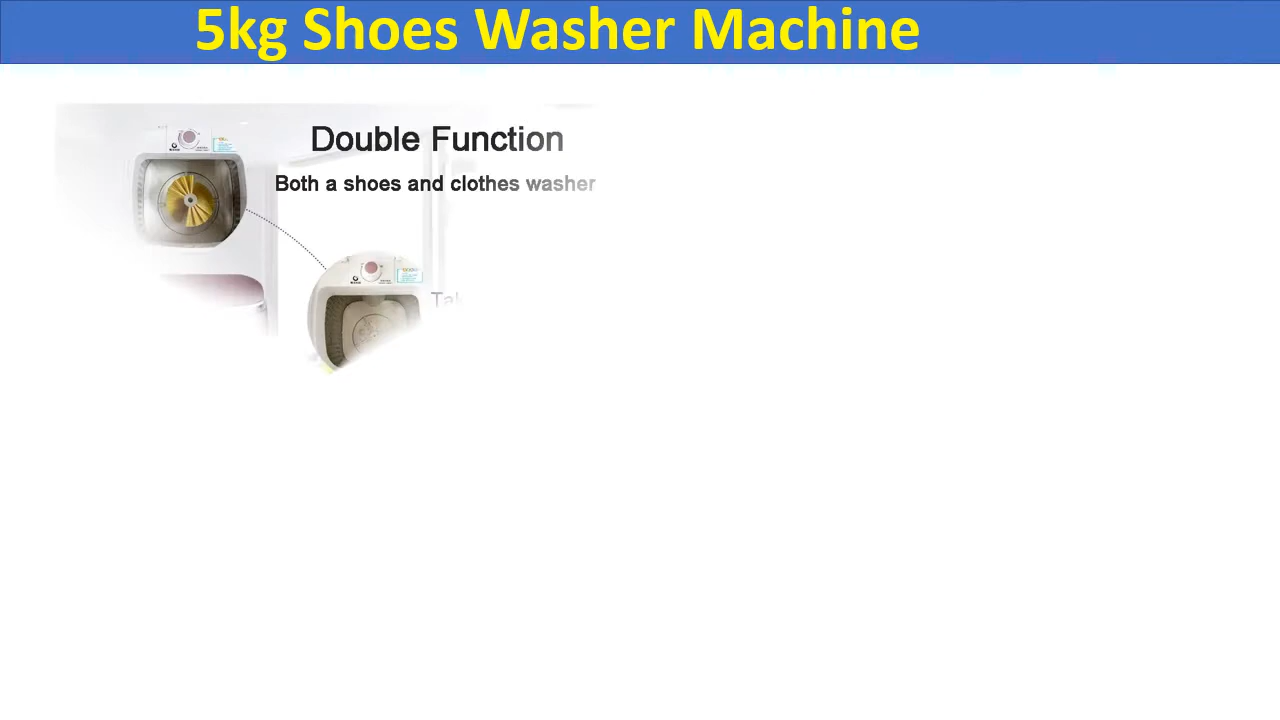 5kg Shoes Washer Machine
Double Function
Both a shoes and clothes washer